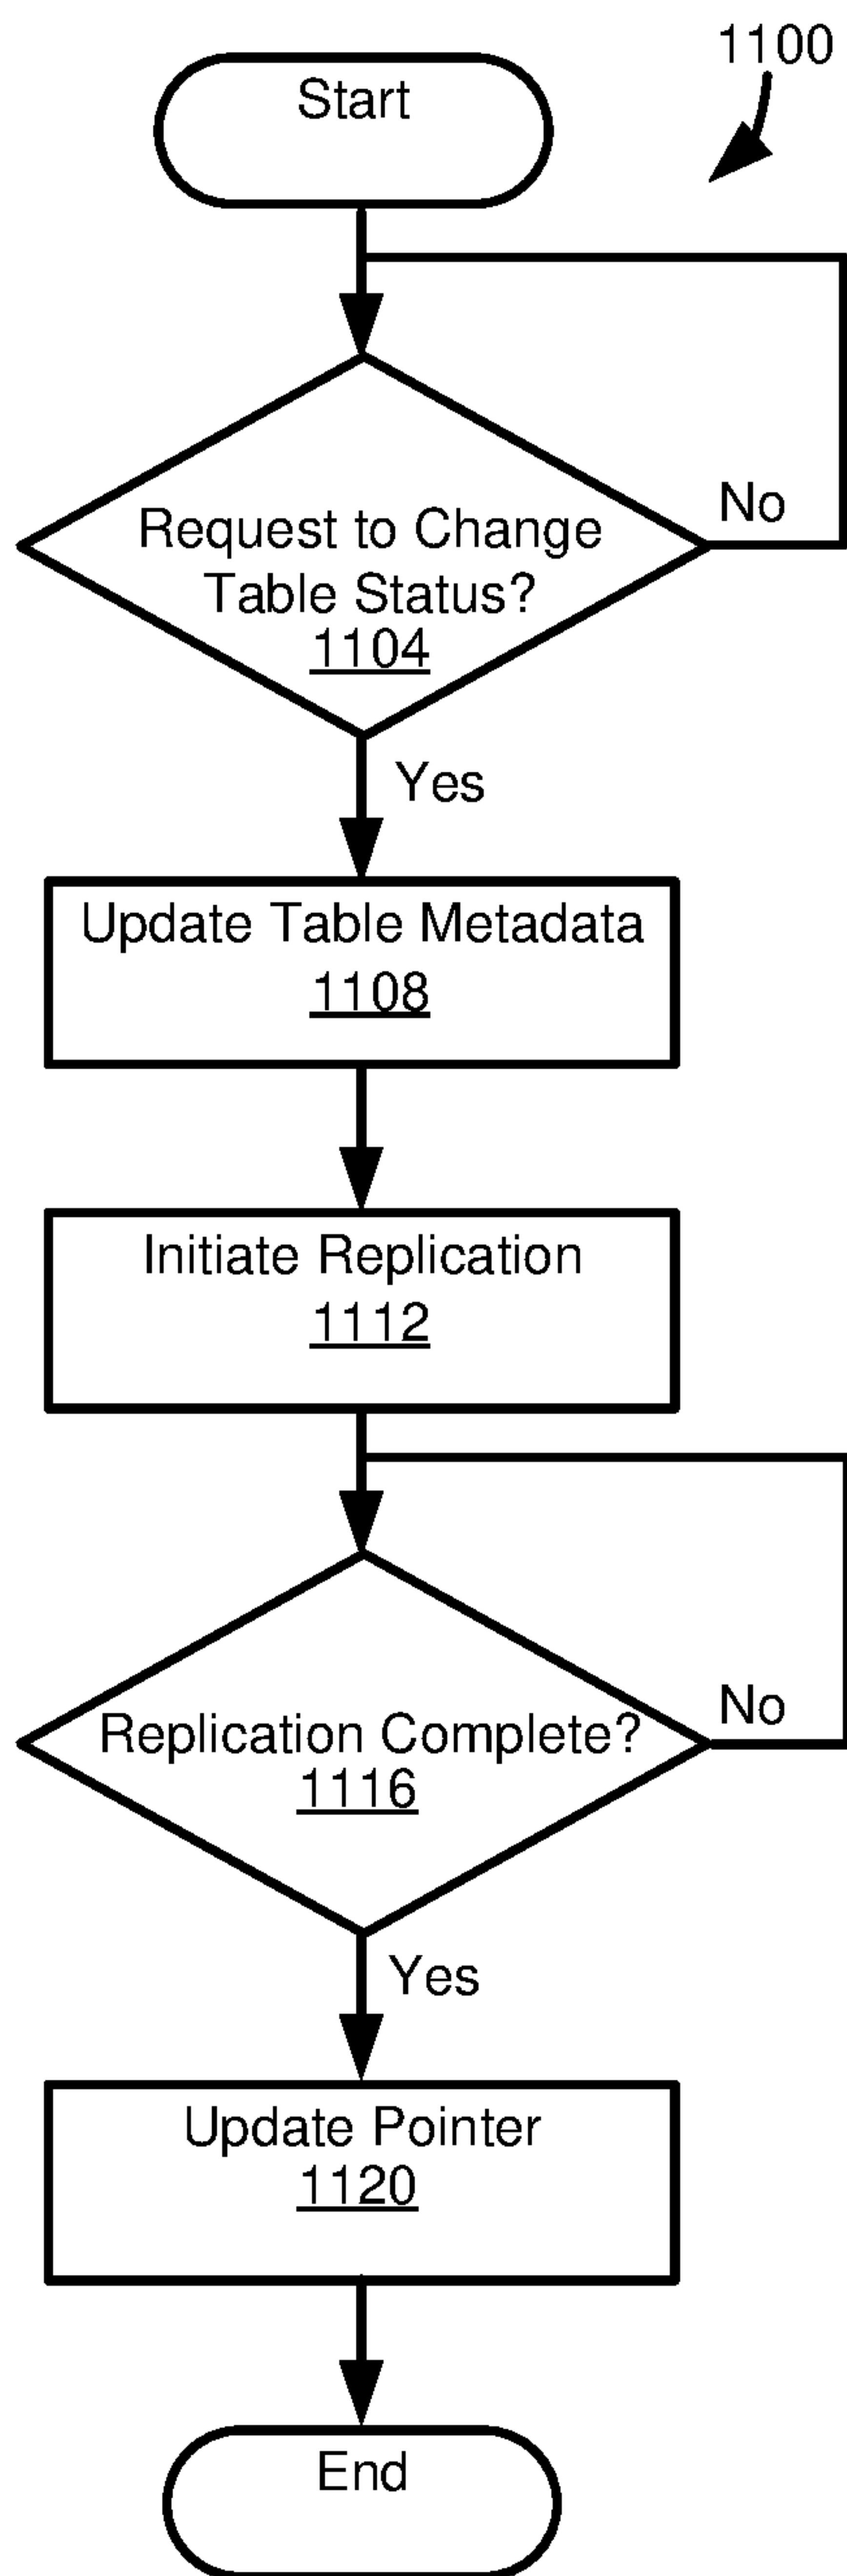 1100
Start
Request to Change
Table Status?
1104
No
Yes
Update Table Metadata
1108
Initiate Replication
1112
Replication Complete?
1116
No
Yes
Update Pointer
1120
End